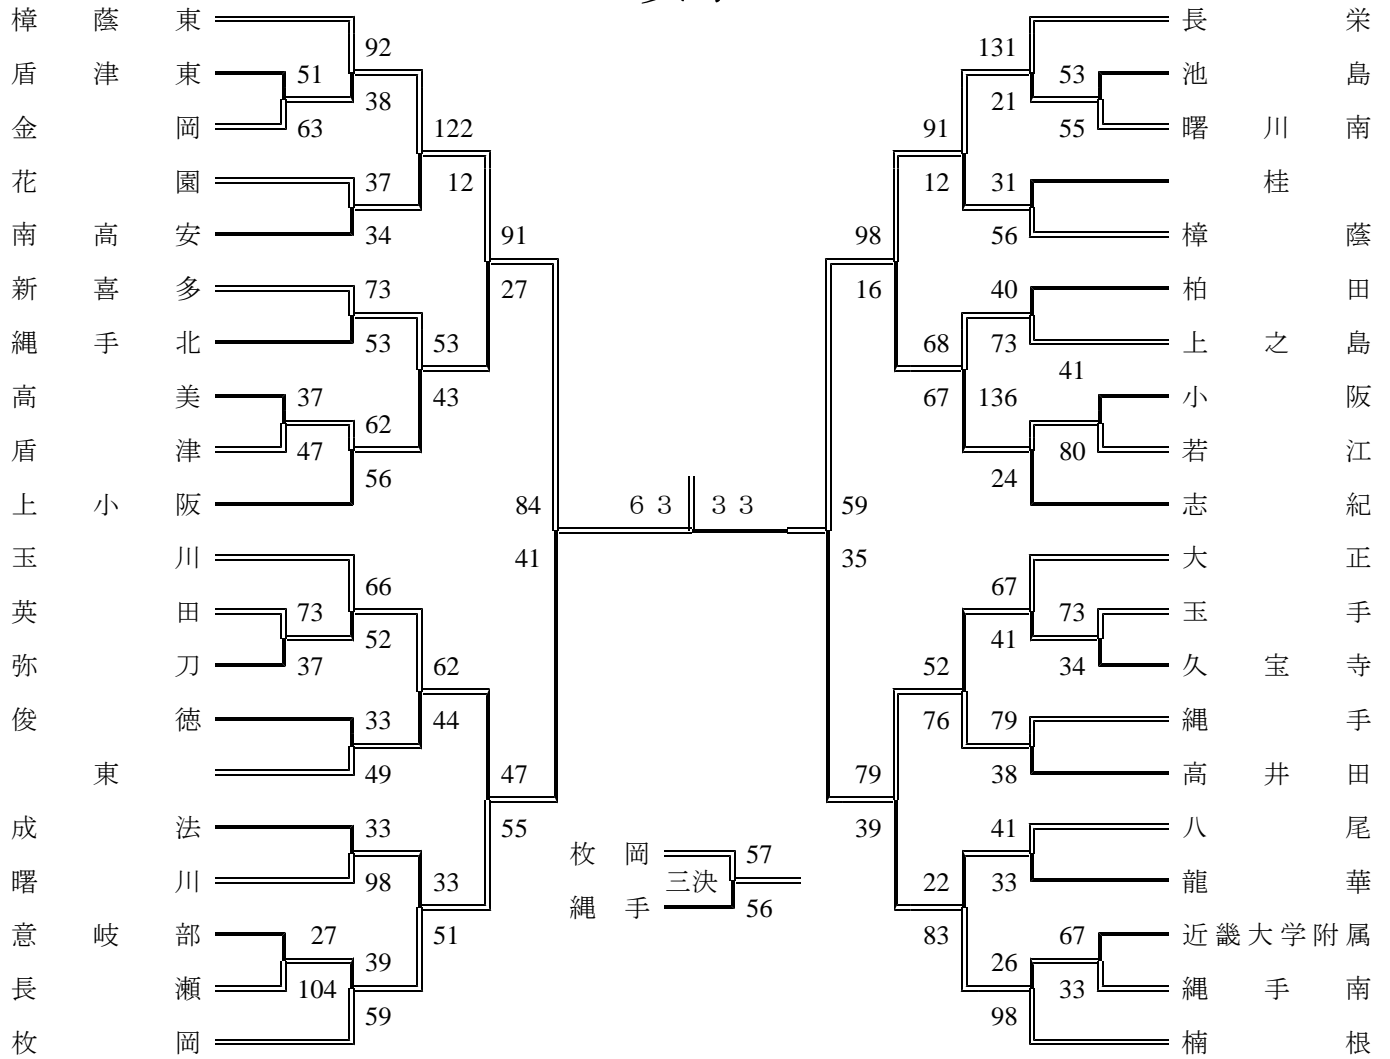 樟蔭東 長栄
92 131
盾津東 51 53 池島
38 21
金岡 63 55 曙川南
122 91
花園 37 31 桂
12 12
南高安 34 56 樟蔭
91 98
新喜多 73 40 柏田
27 16
縄手北 53 53 68 73 上之島
41
高美 37 43 67 136 小阪
62
盾津 47 80 若江
56 24
上小阪 84 63 33 59 志紀
玉川 41 35 大正
66 67
英田 73 73 玉手
52 41
弥刀 37 62 52 34 久宝寺
俊徳 33 44 76 79 縄手
東 49 47 79 38 高井田
成法 33 55 39 41 八尾
枚岡 57
曙川 98 33 三決 22 33 龍華
縄手 56
意岐部 27 51 83 67 近畿大学附属
39 26
長瀬 104 33 縄手南
59 98
枚岡 楠根